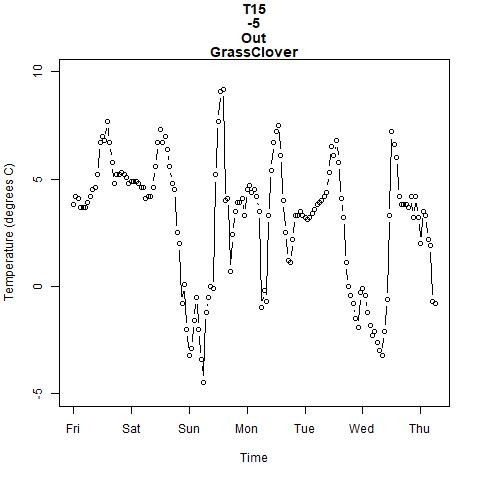 T15
-5
Out
GrassClover
Temperature (degrees C)
10
5
0
-5
Fri Sat Sun Mon Tue Wed Thu
Time